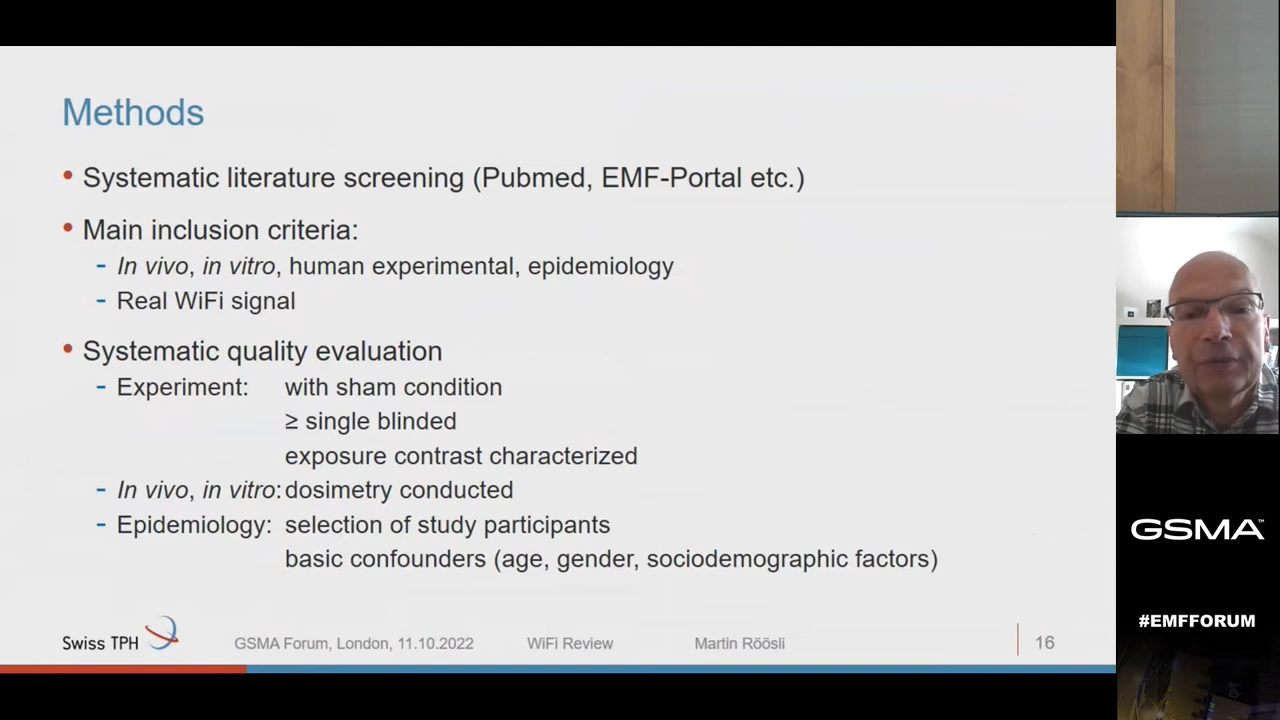 Methods
• Systematic literature screening (Pubmed, EMF-Portal etc.)
• Main inclusion criteria:
- In vivo, in vitro, human experimental, epidemiology
- Real WiFi signal
• Systematic quality evaluation
- Experiment: with sham condition
≥ single blinded
exposure contrast characterized
- In vivo, in vitro: dosimetry conducted
- Epidemiology: selection of study participants
basic confounders (age, gender, sociodemographic factors)
Swiss TPH
GSMA Forum, London, 11.10.2022 WiFi Review Martin Röösli 16
GSMA™
#EMFFORUM